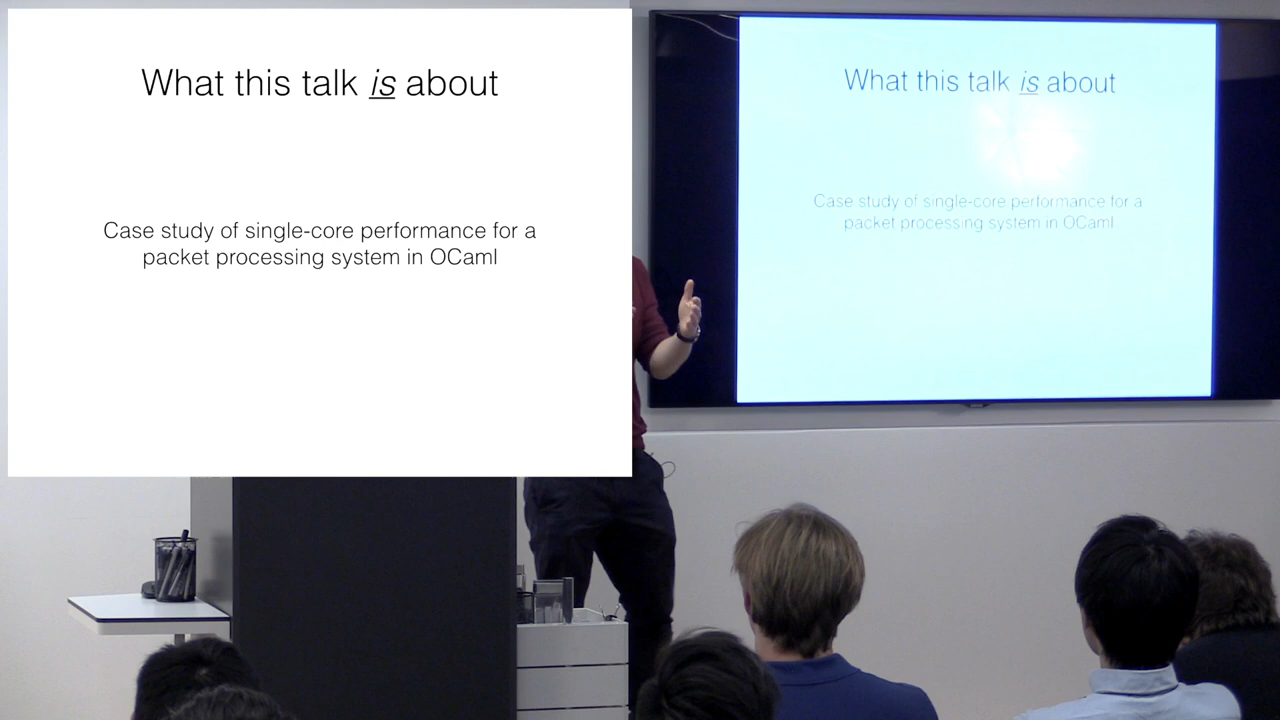 What this talk is about
Case study of single-core performance for a
packet processing system in OCaml
What this talk is about
Case study of single-core performance for a
packet processing system in OCaml